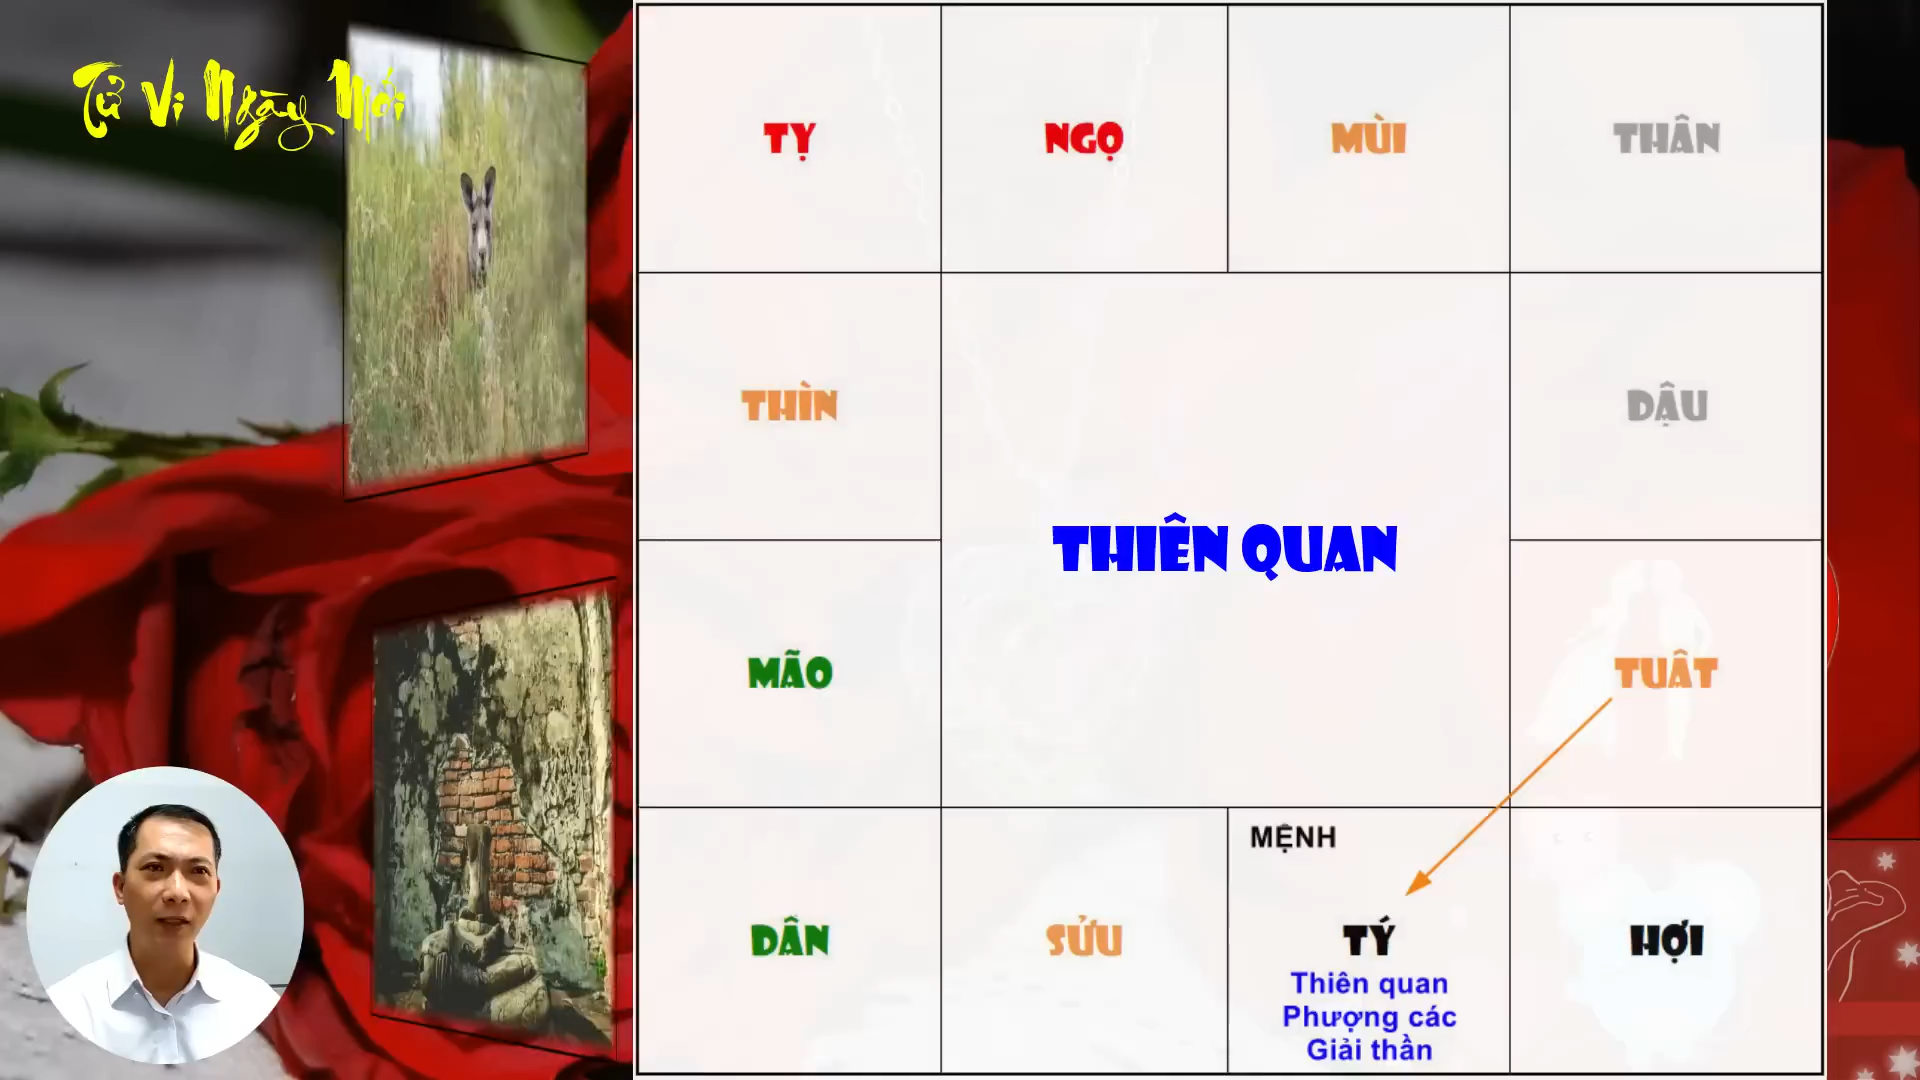 Tử Vi Ngày Mới
TỴ
NGỌ
MÙI
THÂN
THÌN
DẬU
THIÊN QUAN
MÃO
TUẤT
MỆNH
DẦN
SỬU
TÝ
HỢI
Thiên quan
Phượng các
Giải thần